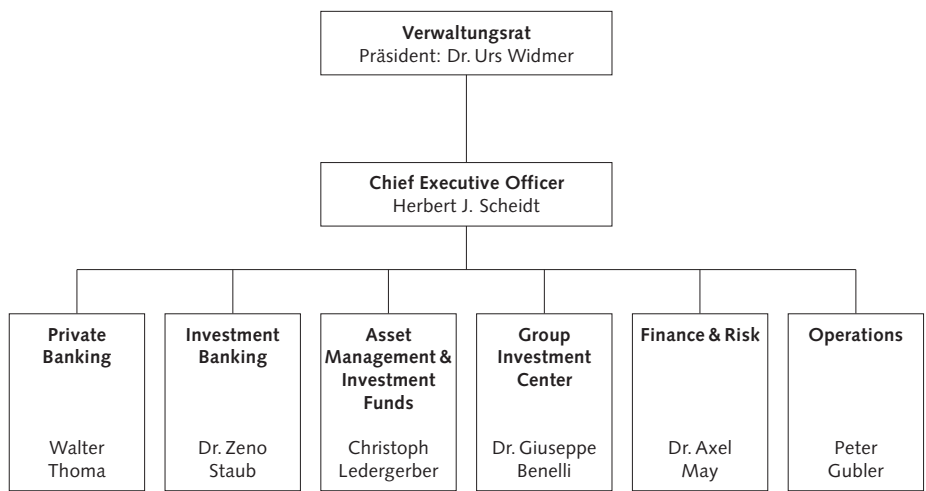 Verwaltungsrat
Präsident: Dr. Urs Widmer
Chief Executive Officer
Herbert J. Scheidt
Private
Banking
Walter
Thoma
Investment
Banking
Dr. Zeno
Staub
Asset
Management &
Investment
Funds
Christoph
Ledergerber
Group
Investment
Center
Dr. Giuseppe
Benelli
Finance & Risk
Dr. Axel
May
Operations
Peter
Gubler